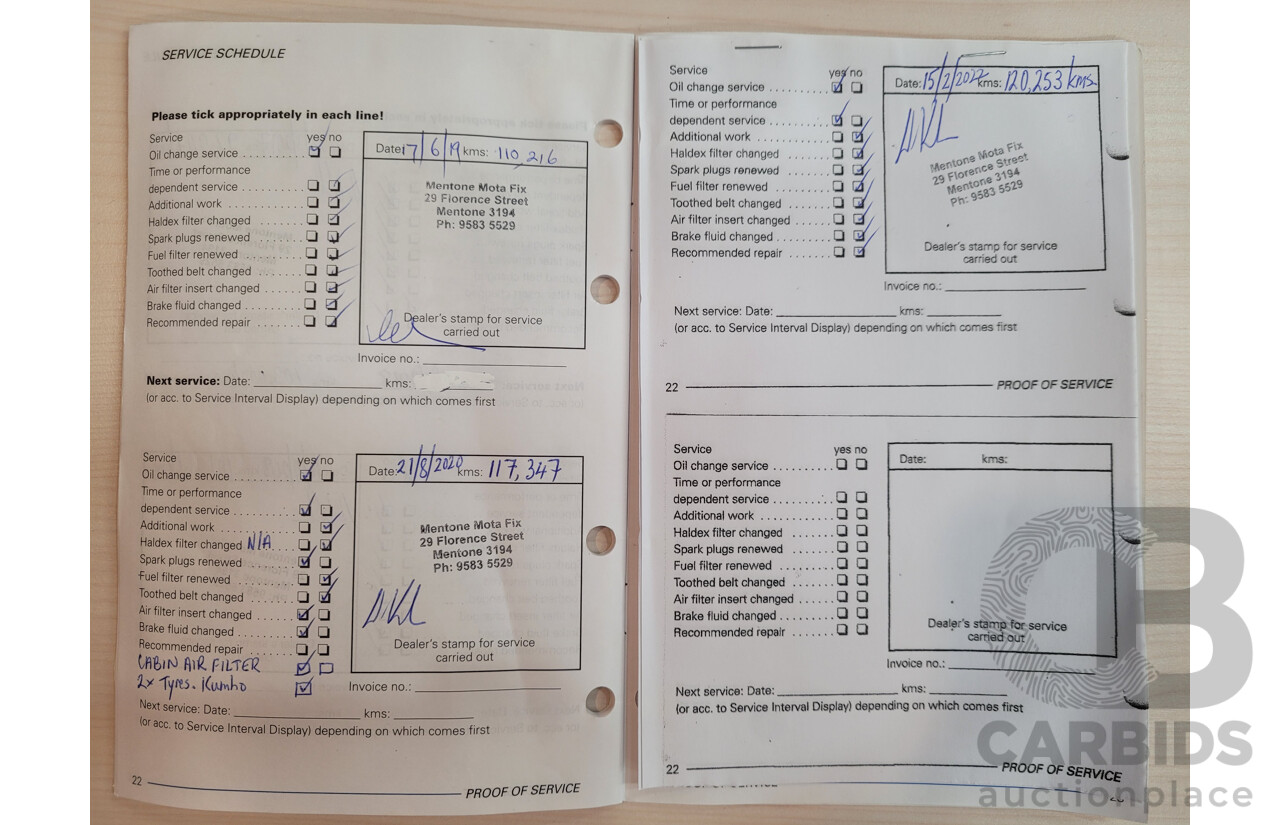 SERVICE SCHEDULE
Please tick appropriately in each line!
Service yes no
Oil change service
Time or performance
dependent service
Additional work
Haldex filter changed
Spark plugs renewed
Fuel filter renewed
Toothed belt changed
Air filter insert changed
Brake fluid changed
Recommended repair
Date: 17/6/19 kms: 110,216
Mentone Mota Fix
29 Florence Street
Mentone 3194
Ph: 9583 5529
Dealer's stamp for service
carried out
Invoice no.:
Next service: Date: kms:
(or acc. to Service Interval Display) depending on which comes first
Service yes no
Oil change service
Time or performance
dependent service
Additional work
Haldex filter changed N/A
Spark plugs renewed
Fuel filter renewed
Toothed belt changed
Air filter insert changed
Brake fluid changed
Recommended repair
CABIN AIR FILTER
2x Tyres. Kumho
Date: 21/8/2020 kms: 117,347
Mentone Mota Fix
29 Florence Street
Mentone 3194
Ph: 9583 5529
Dealer's stamp for service
carried out
Invoice no.:
Next service: Date: kms:
(or acc. to Service Interval Display) depending on which comes first
22 PROOF OF SERVICE
Service yes no
Oil change service
Time or performance
dependent service
Additional work
Haldex filter changed
Spark plugs renewed
Fuel filter renewed
Toothed belt changed
Air filter insert changed
Brake fluid changed
Recommended repair
Date: 15/2/2022 kms: 120,253 kms.
Mentone Mota Fix
29 Florence Street
Mentone 3194
Ph: 9583 5529
Dealer's stamp for service
carried out
Invoice no.:
Next service: Date: kms:
(or acc. to Service Interval Display) depending on which comes first
22 PROOF OF SERVICE
Service yes no
Oil change service
Time or performance
dependent service
Additional work
Haldex filter changed
Spark plugs renewed
Fuel filter renewed
Toothed belt changed
Air filter insert changed
Brake fluid changed
Recommended repair
Date: kms:
Dealer's stamp for service
carried out
Invoice no.:
Next service: Date: kms:
(or acc. to Service Interval Display) depending on which comes first
22 PROOF OF SERVICE
CB
CARBIDS
auctionplace